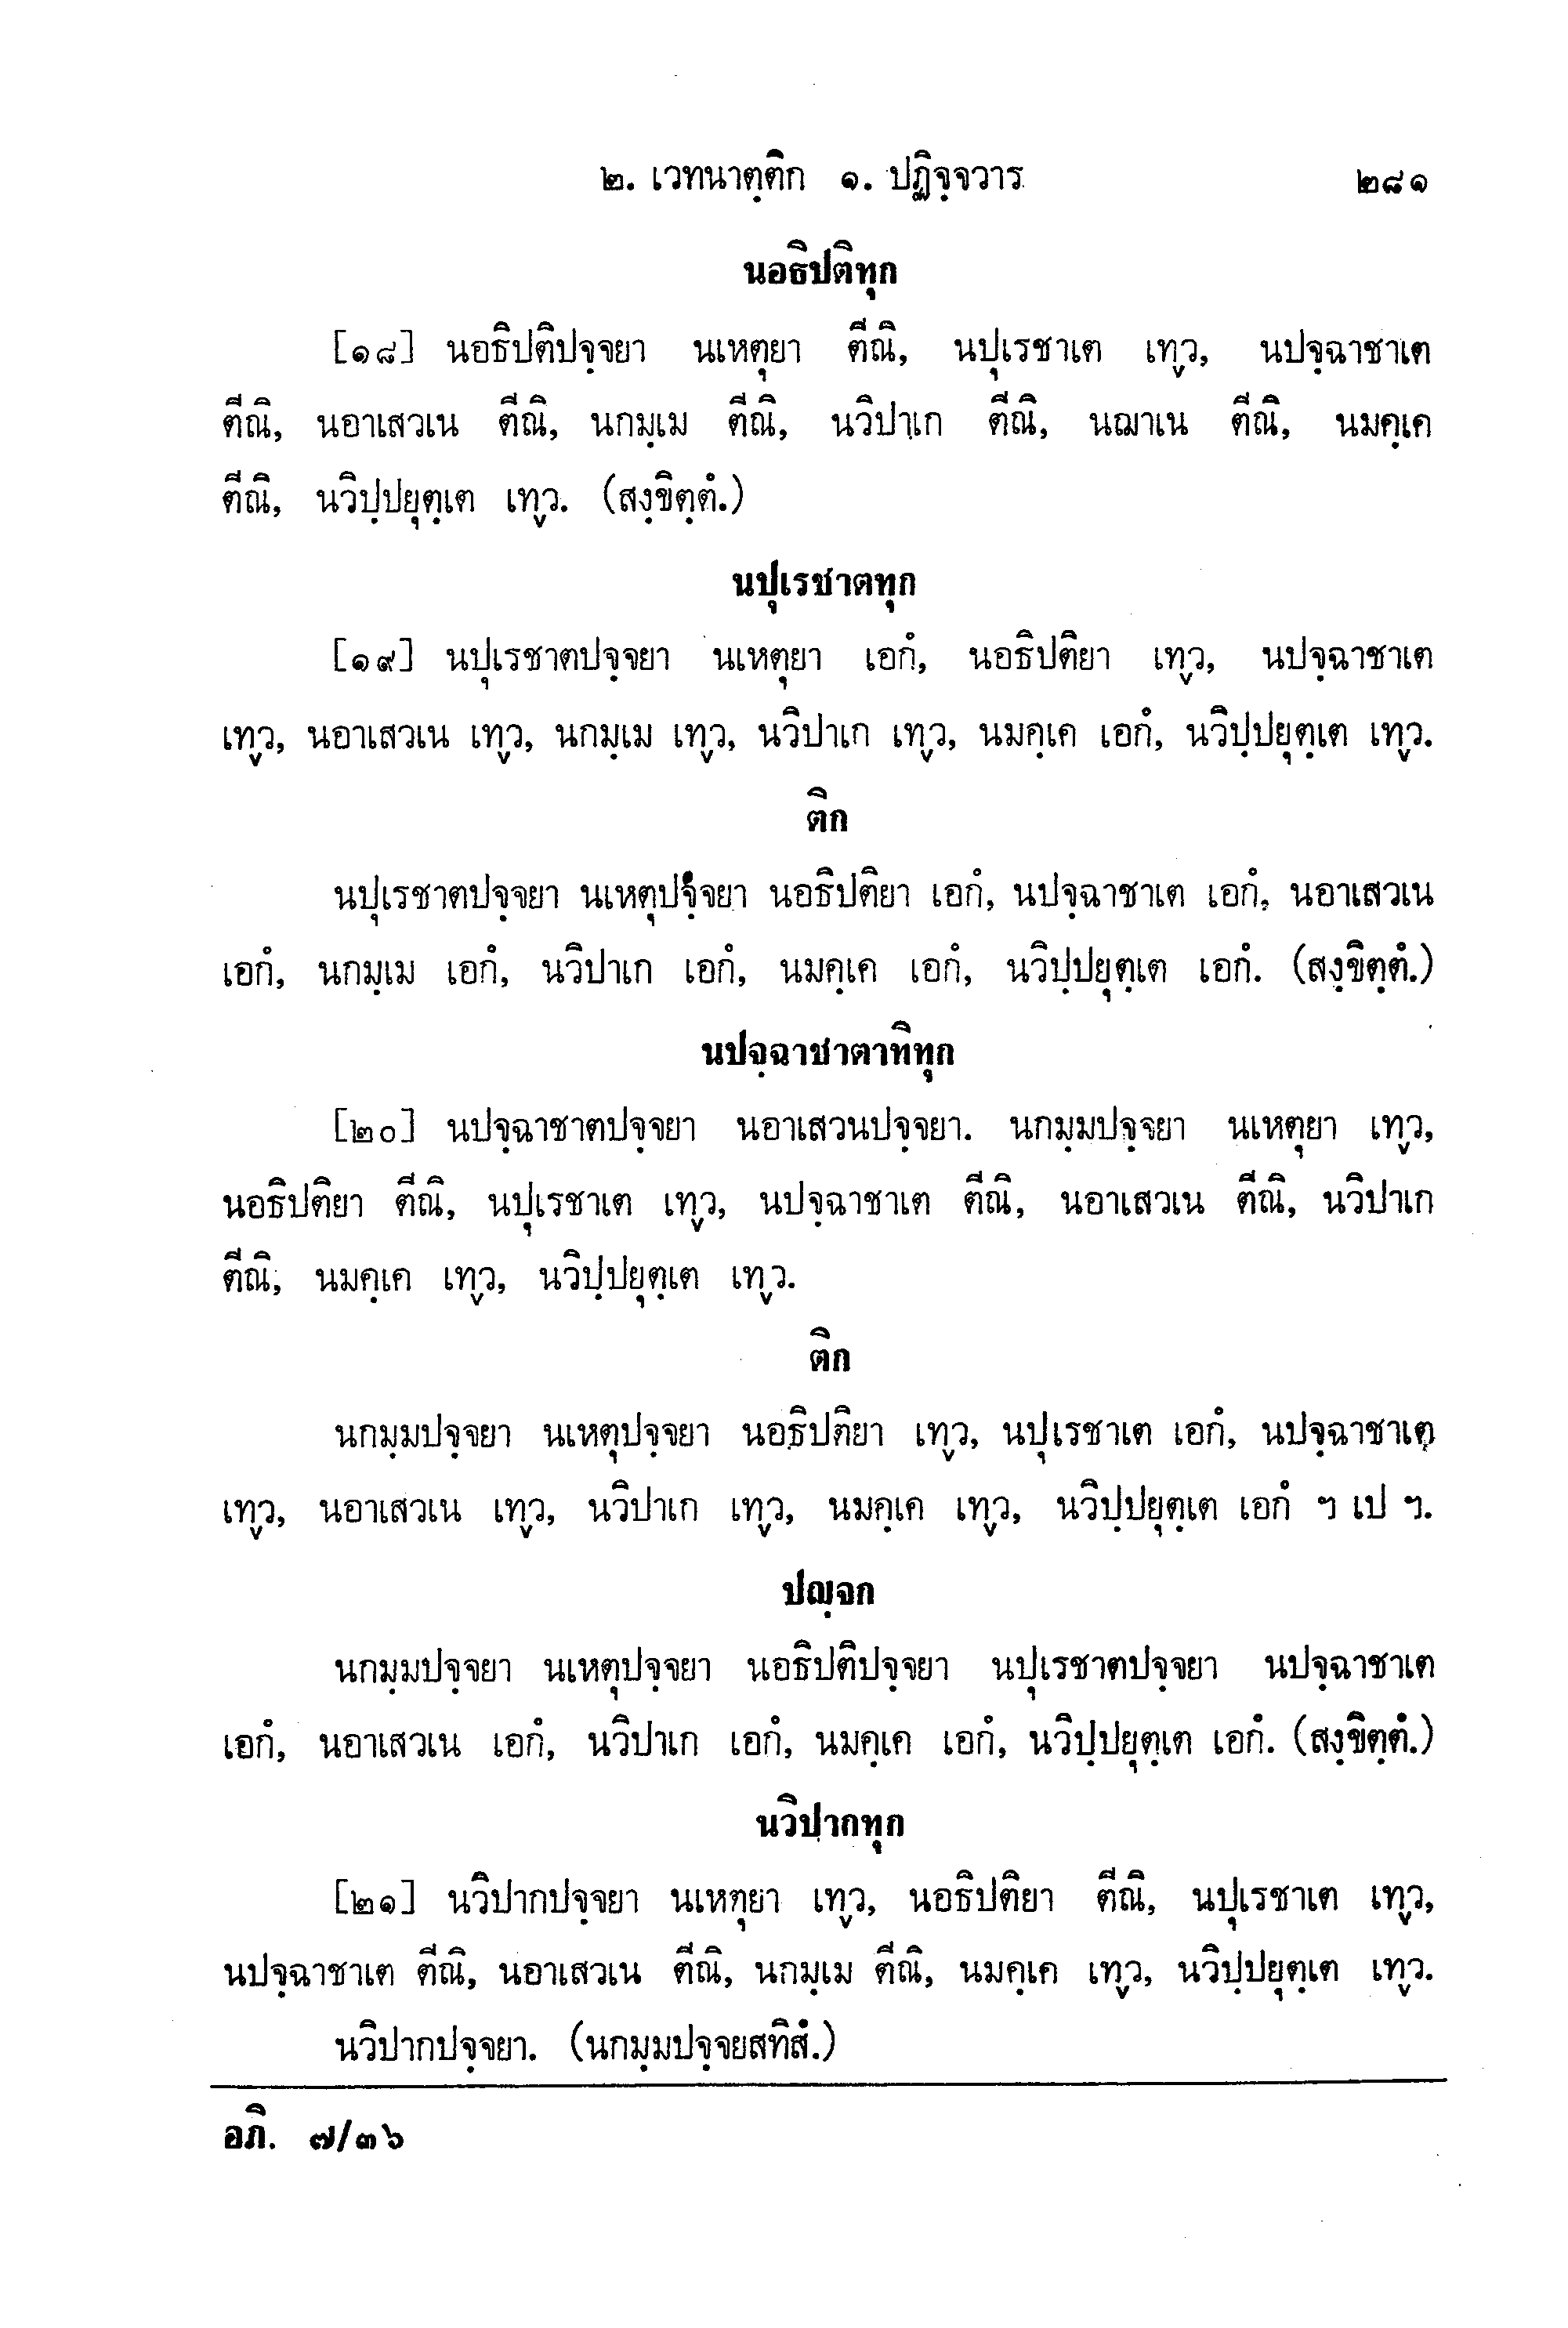 ๒. เวทนาตฺติก ๑. ปฏิจฺจวาร ๒๘๑
นอธิปติทุก
[๑๘] นอธิปติปจฺจยา นเหตุยา ตีณิ, นปุเรชาเต เทฺว, นปจฺฉาชาเต
ตีณิ, นอาเสวเน ตีณิ, นกมฺเม ตีณิ, นวิปาเก ตีณิ, นฌาเน ตีณิ, นมคฺเค
ตีณิ, นวิปฺปยุตฺเต เทฺว. (สงฺขิตฺตํ.)
นปุเรชาตทุก
[๑๙] นปุเรชาตปจฺจยา นเหตุยา เอกํ, นอธิปติยา เทฺว, นปจฺฉาชาเต
เทฺว, นอาเสวเน เทฺว, นกมฺเม เทฺว, นวิปาเก เทฺว, นมคฺเค เอกํ, นวิปฺปยุตฺเต เทฺว.
ติก
นปุเรชาตปจฺจยา นเหตุปจฺจยา นอธิปติยา เอกํ, นปจฺฉาชาเต เอกํ, นอาเสวเน
เอกํ, นกมฺเม เอกํ, นวิปาเก เอกํ, นมคฺเค เอกํ, นวิปฺปยุตฺเต เอกํ. (สงฺขิตฺตํ.)
นปจฺฉาชาตาทิทุก
[๒๐] นปจฺฉาชาตปจฺจยา นอาเสวนปจฺจยา. นกมฺมปจฺจยา นเหตุยา เทฺว,
นอธิปติยา ตีณิ, นปุเรชาเต เทฺว, นปจฺฉาชาเต ตีณิ, นอาเสวเน ตีณิ, นวิปาเก
ตีณิ, นมคฺเค เทฺว, นวิปฺปยุตฺเต เทฺว.
ติก
นกมฺมปจฺจยา นเหตุปจฺจยา นอธิปติยา เทฺว, นปุเรชาเต เอกํ, นปจฺฉาชาเต
เทฺว, นอาเสวเน เทฺว, นวิปาเก เทฺว, นมคฺเค เทฺว, นวิปฺปยุตฺเต เอกํ ฯ เป ฯ.
ปญฺจก
นกมฺมปจฺจยา นเหตุปจฺจยา นอธิปติปจฺจยา นปุเรชาตปจฺจยา นปจฺฉาชาเต
เอกํ, นอาเสวเน เอกํ, นวิปาเก เอกํ, นมคฺเค เอกํ, นวิปฺปยุตฺเต เอกํ. (สงฺขิตฺตํ.)
นวิปากทุก
[๒๑] นวิปากปจฺจยา นเหตุยา เทฺว, นอธิปติยา ตีณิ, นปุเรชาเต เทฺว,
นปจฺฉาชาเต ตีณิ, นอาเสวเน ตีณิ, นกมฺเม ตีณิ, นมคฺเค เทฺว, นวิปฺปยุตฺเต เทฺว.
นวิปากปจฺจยา. (นกมฺมปจฺจยสทิสํ.)
อภิ. ๗/๓๖